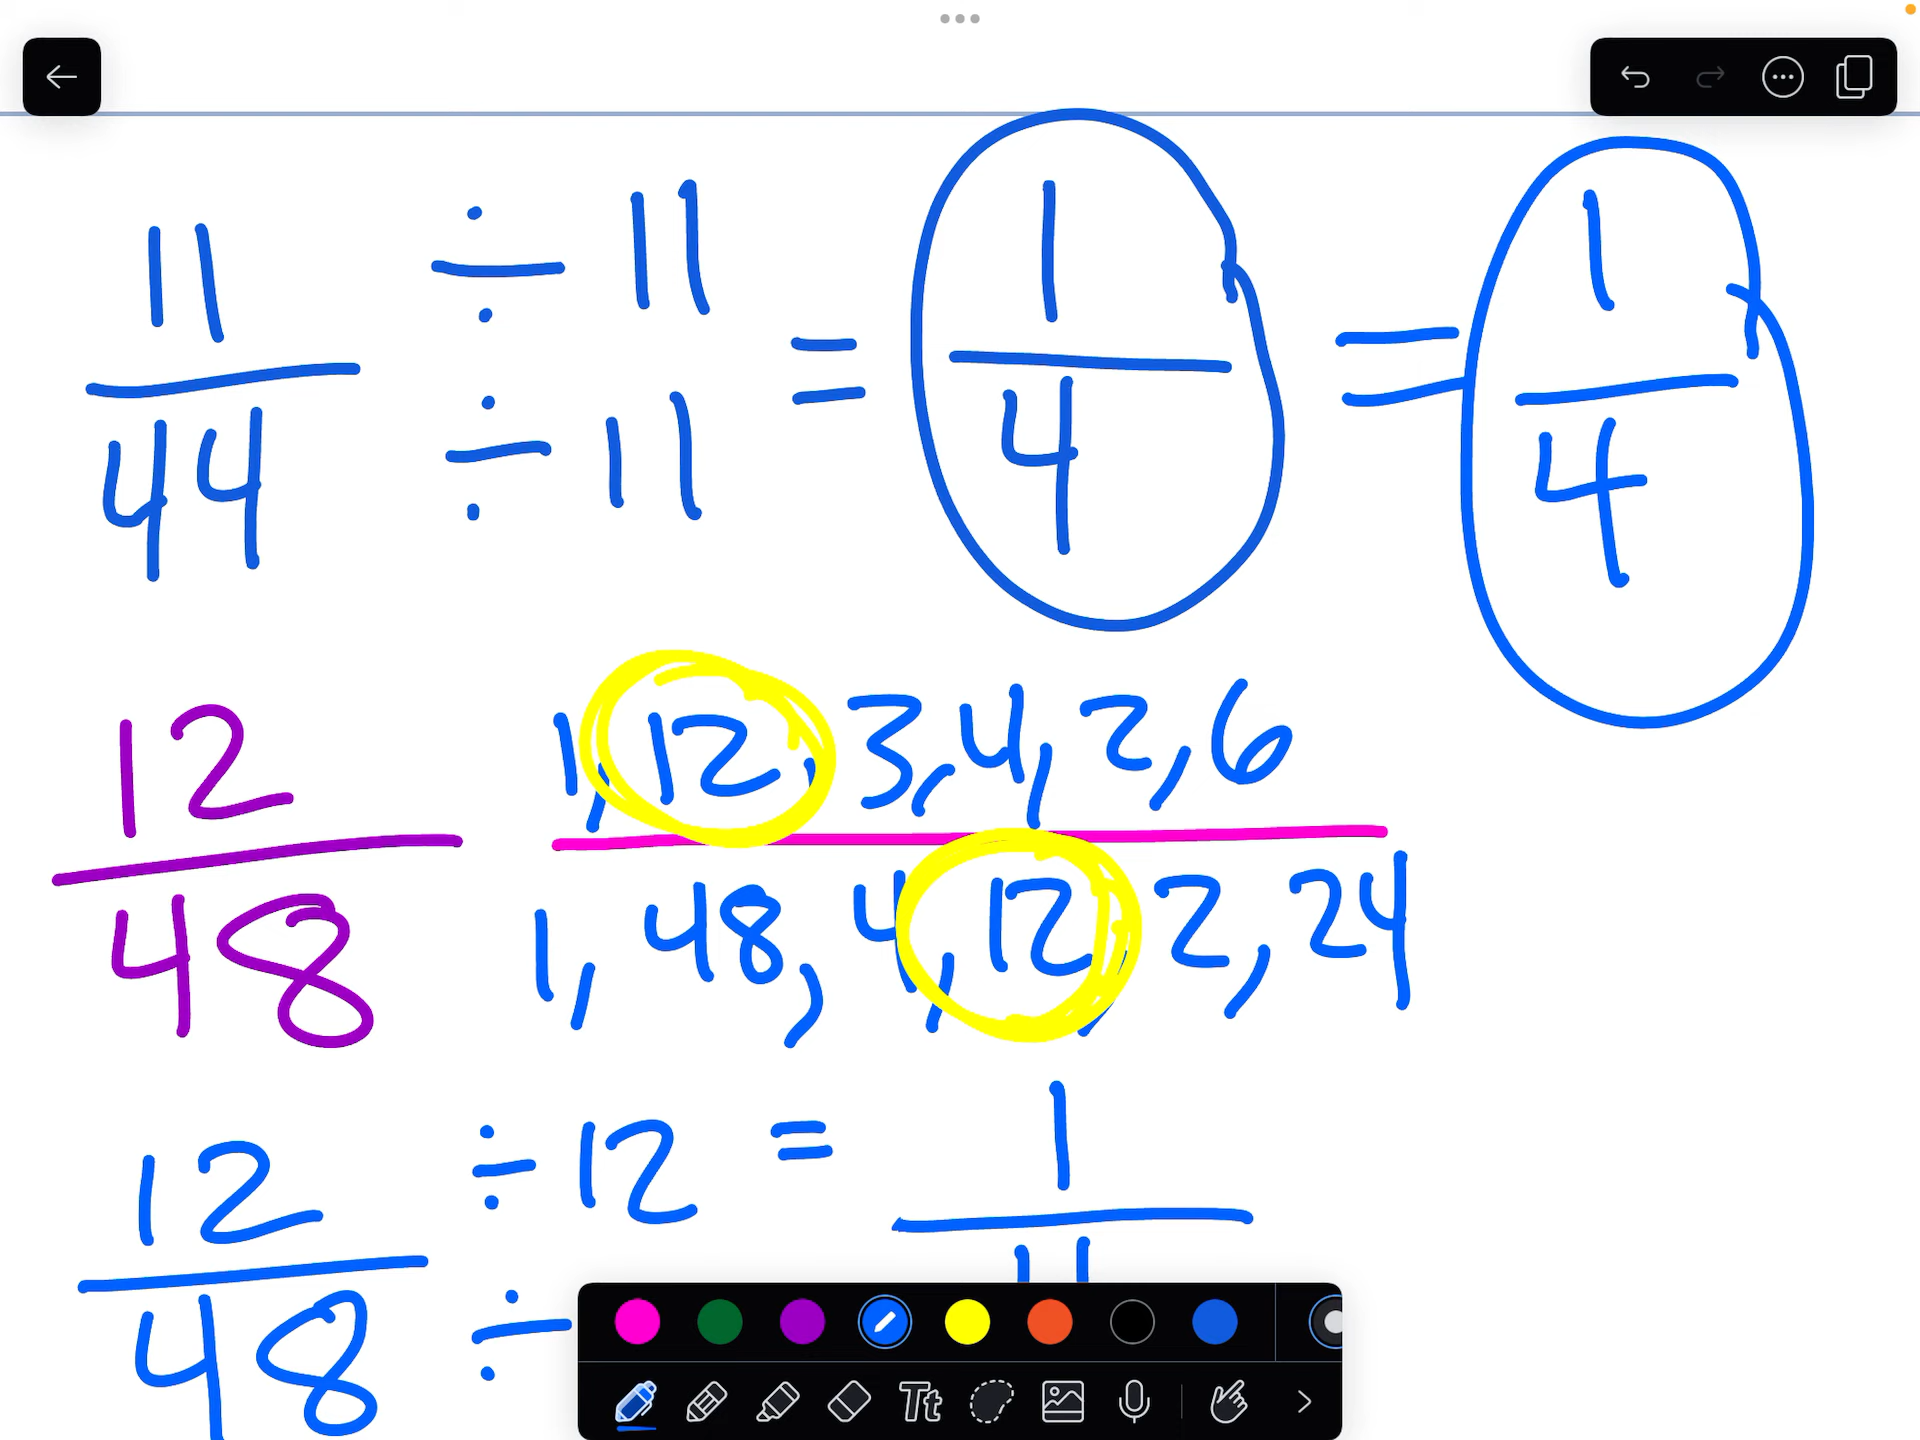 11/44 ÷ 11 / ÷ 11 = 1/4 = 1/4
12/48
1, 12, 3, 4, 2, 6
1, 48, 4, 12, 2, 24
12/48 ÷ 12 / ÷ = 1/
Tt